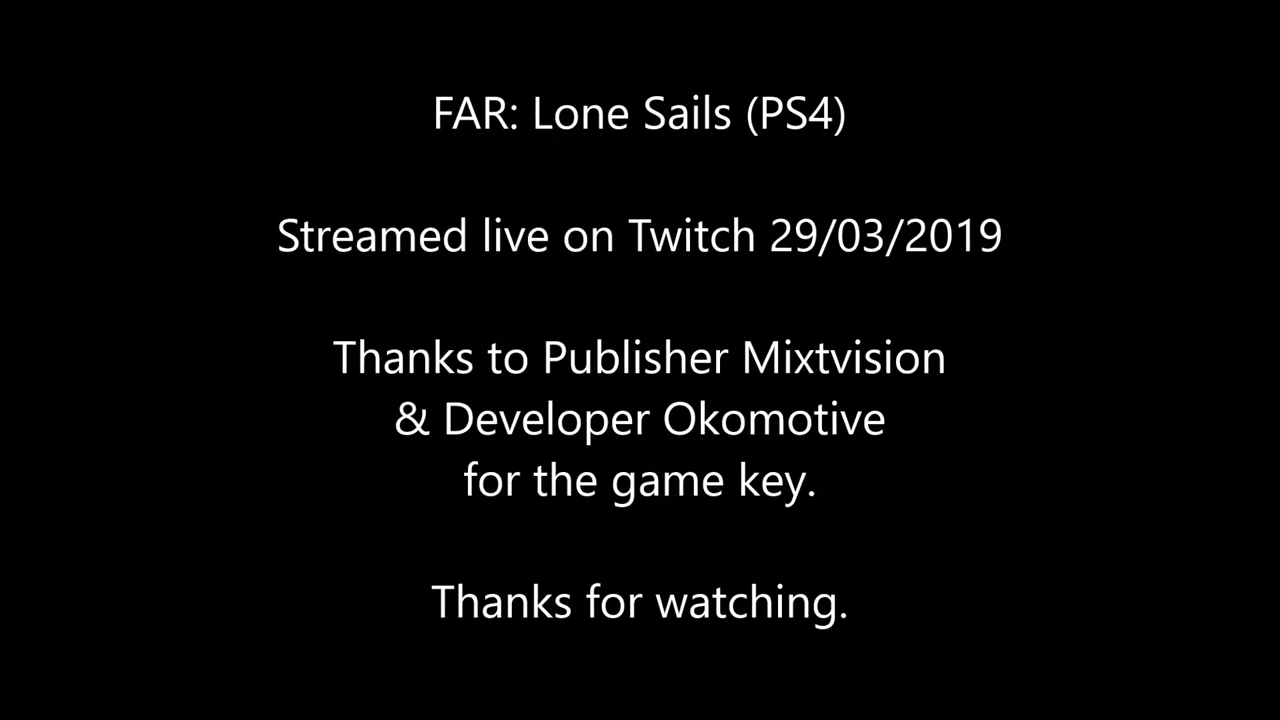 FAR: Lone Sails (PS4)
Streamed live on Twitch 29/03/2019
Thanks to Publisher Mixtvision
& Developer Okomotive
for the game key.
Thanks for watching.